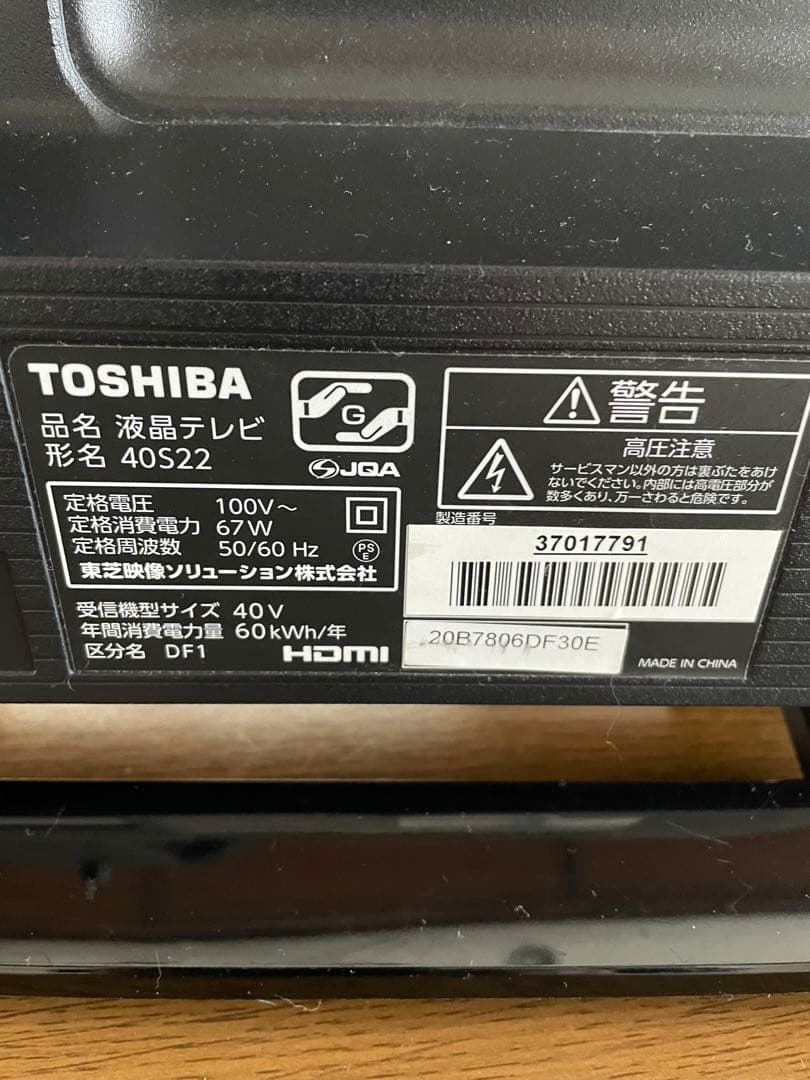 TOSHIBA
品名 液晶テレビ
形名 40S22
G
JQA
定格電圧 100V～
定格消費電力 67W
定格周波数 50/60 Hz
PS
E
東芝映像ソリューション株式会社
受信機型サイズ 40V
年間消費電力量 60kWh/年
区分名 DF1
HDMI
警告
高圧注意
サービスマン以外の方は裏ぶたをあけ
ないでください。内部には高電圧部分が
数多くあり、万一さわると危険です。
製造番号
37017791
20B7806DF30E
MADE IN CHINA